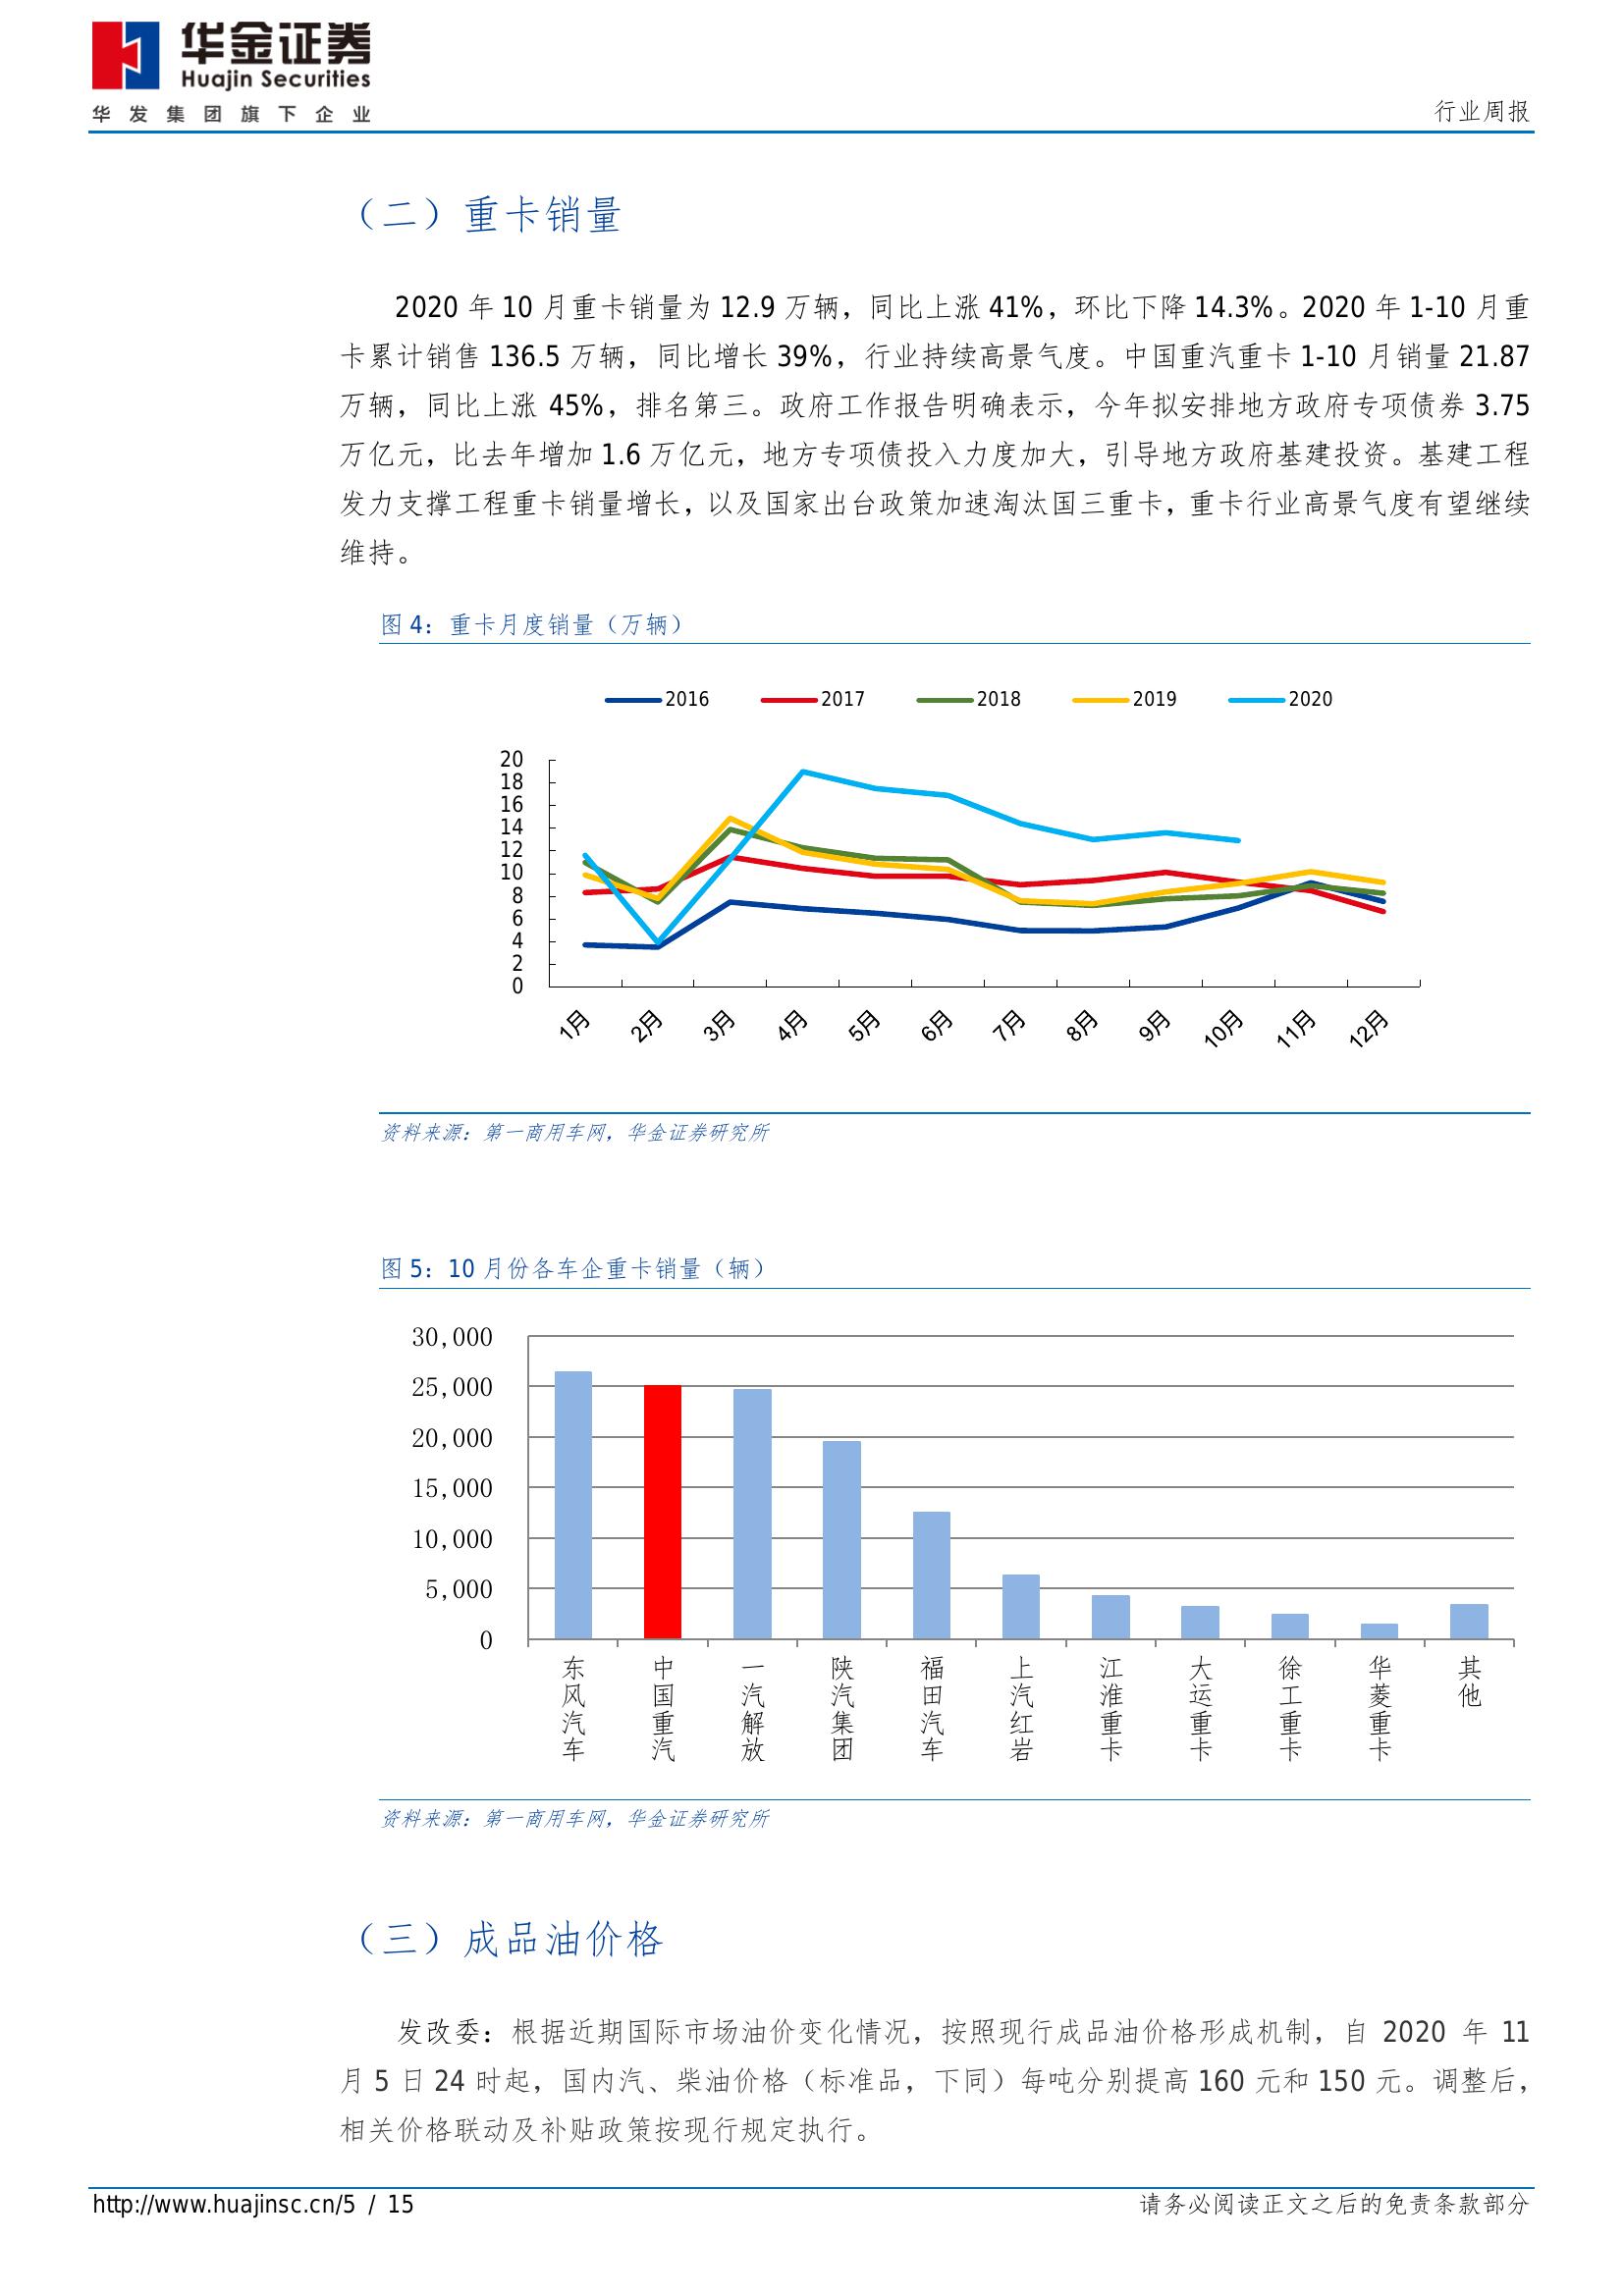 华金证券
Huajin Securities
华发集团旗下企业
行业周报
（二）重卡销量
2020 年 10 月重卡销量为 12.9 万辆，同比上涨 41%，环比下降 14.3%。2020 年 1-10 月重
卡累计销售 136.5 万辆，同比增长 39%，行业持续高景气度。中国重汽重卡 1-10 月销量 21.87
万辆，同比上涨 45%，排名第三。政府工作报告明确表示，今年拟安排地方政府专项债券 3.75
万亿元，比去年增加 1.6 万亿元，地方专项债投入力度加大，引导地方政府基建投资。基建工程
发力支撑工程重卡销量增长，以及国家出台政策加速淘汰国三重卡，重卡行业高景气度有望继续
维持。
图 4：重卡月度销量（万辆）
2016 2017 2018 2019 2020
20
18
16
14
12
10
8
6
4
2
0
1月 2月 3月 4月 5月 6月 7月 8月 9月 10月 11月 12月
资料来源：第一商用车网，华金证券研究所
图 5：10 月份各车企重卡销量（辆）
30,000
25,000
20,000
15,000
10,000
5,000
0
东风汽车 中国重汽 一汽解放 陕汽集团 福田汽车 上汽红岩 江淮重卡 大运重卡 徐工重卡 华菱重卡 其他
资料来源：第一商用车网，华金证券研究所
（三）成品油价格
发改委：根据近期国际市场油价变化情况，按照现行成品油价格形成机制，自 2020 年 11
月 5 日 24 时起，国内汽、柴油价格（标准品，下同）每吨分别提高 160 元和 150 元。调整后，
相关价格联动及补贴政策按现行规定执行。
http://www.huajinsc.cn/5 / 15
请务必阅读正文之后的免责条款部分